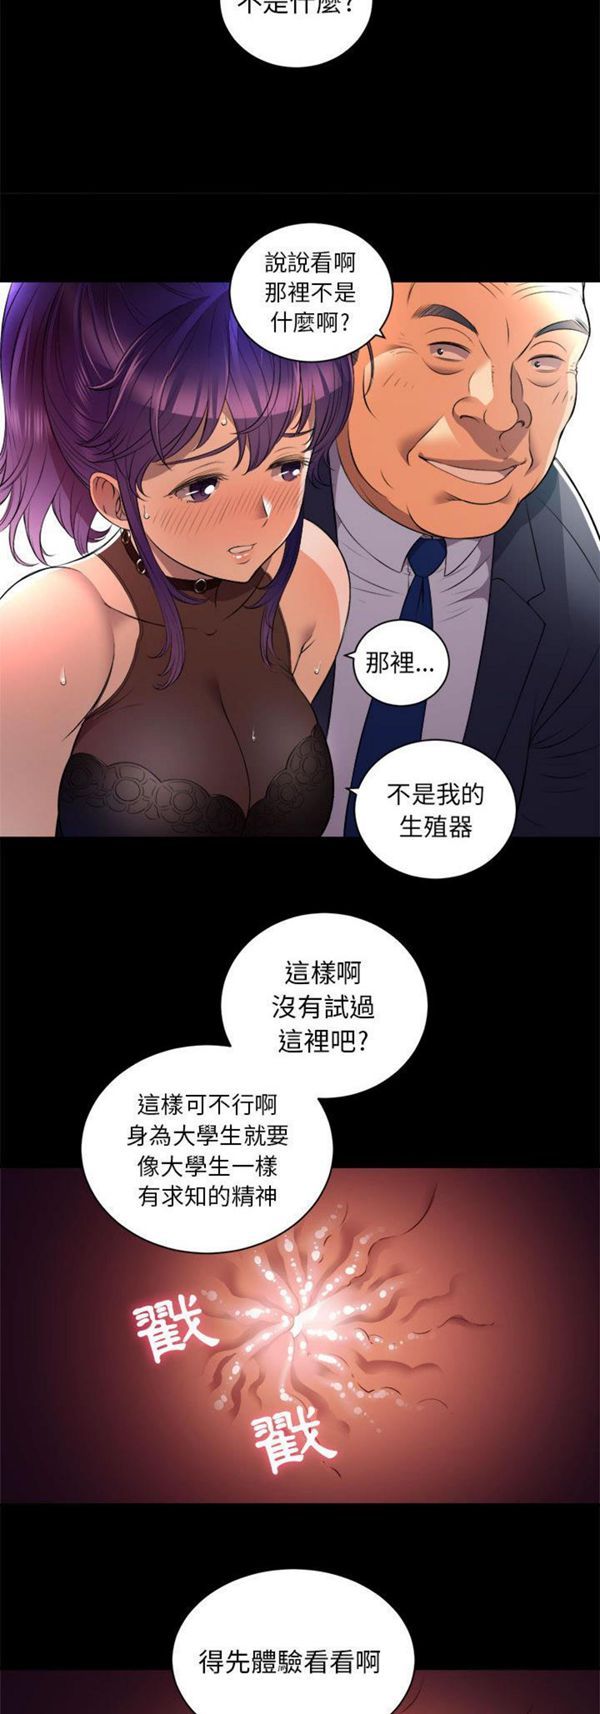 不是什麼?
說說看啊
那裡不是
什麼啊?
那裡...
不是我的
生殖器
這樣啊
沒有試過
這裡吧?
這樣可不行啊
身為大學生就要
像大學生一樣
有求知的精神
戳
戳
得先體驗看看啊